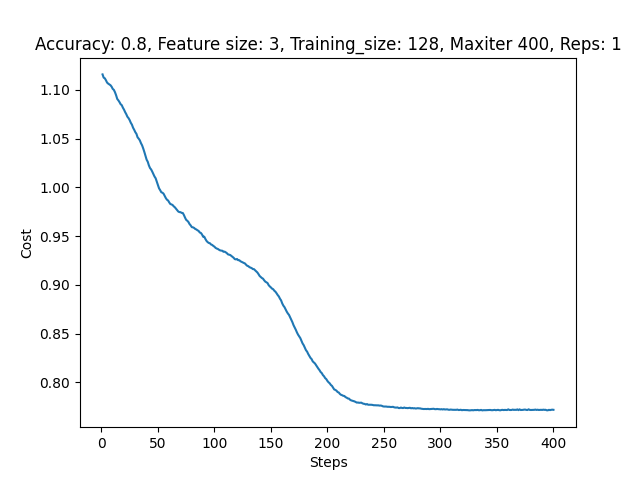 Accuracy: 0.8, Feature size: 3, Training_size: 128, Maxiter 400, Reps: 1
1.10
1.05
1.00
0.95
0.90
0.85
0.80
Cost
0 50 100 150 200 250 300 350 400
Steps